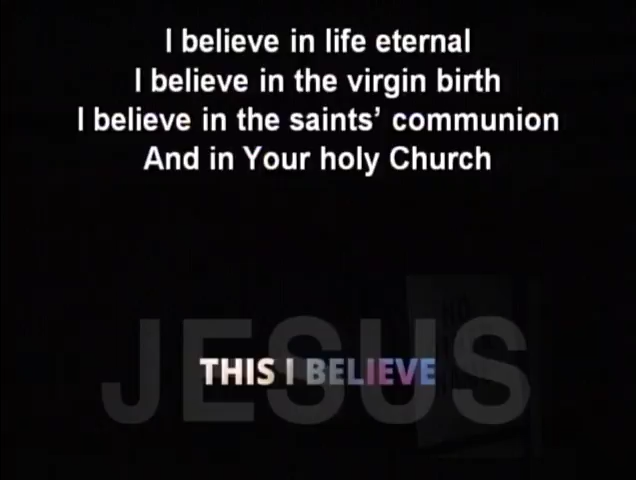 I believe in life eternal
I believe in the virgin birth
I believe in the saints’ communion
And in Your holy Church
JESUS
THIS I BELIEVE